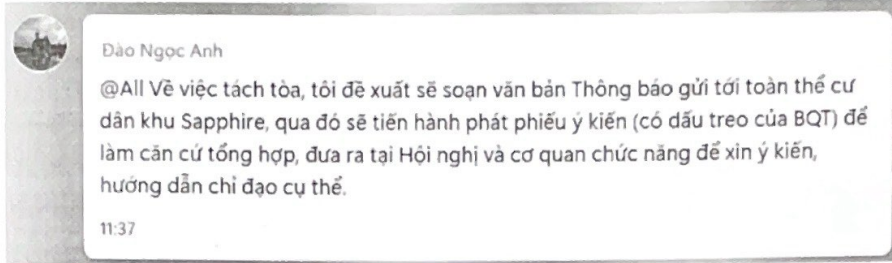 Đào Ngọc Anh
@All Về việc tách tòa, tôi đề xuất sẽ soạn văn bản Thông báo gửi tới toàn thể cư
dân khu Sapphire, qua đó sẽ tiến hành phát phiếu ý kiến (có dấu treo của BQT) để
làm căn cứ tổng hợp, đưa ra tại Hội nghị và cơ quan chức năng để xin ý kiến,
hướng dẫn chỉ đạo cụ thể.
11:37